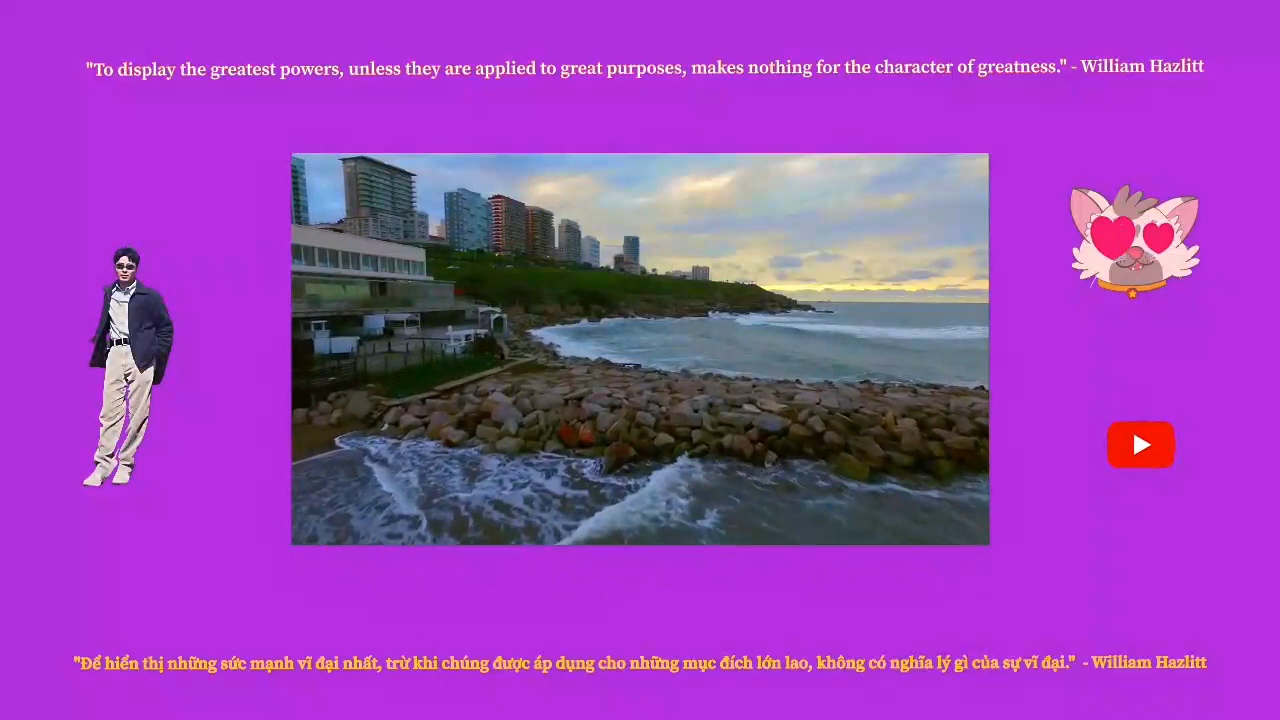 "To display the greatest powers, unless they are applied to great purposes, makes nothing for the character of greatness." - William Hazlitt
"Để hiển thị những sức mạnh vĩ đại nhất, trừ khi chúng được áp dụng cho những mục đích lớn lao, không có nghĩa lý gì của sự vĩ đại."  - William Hazlitt